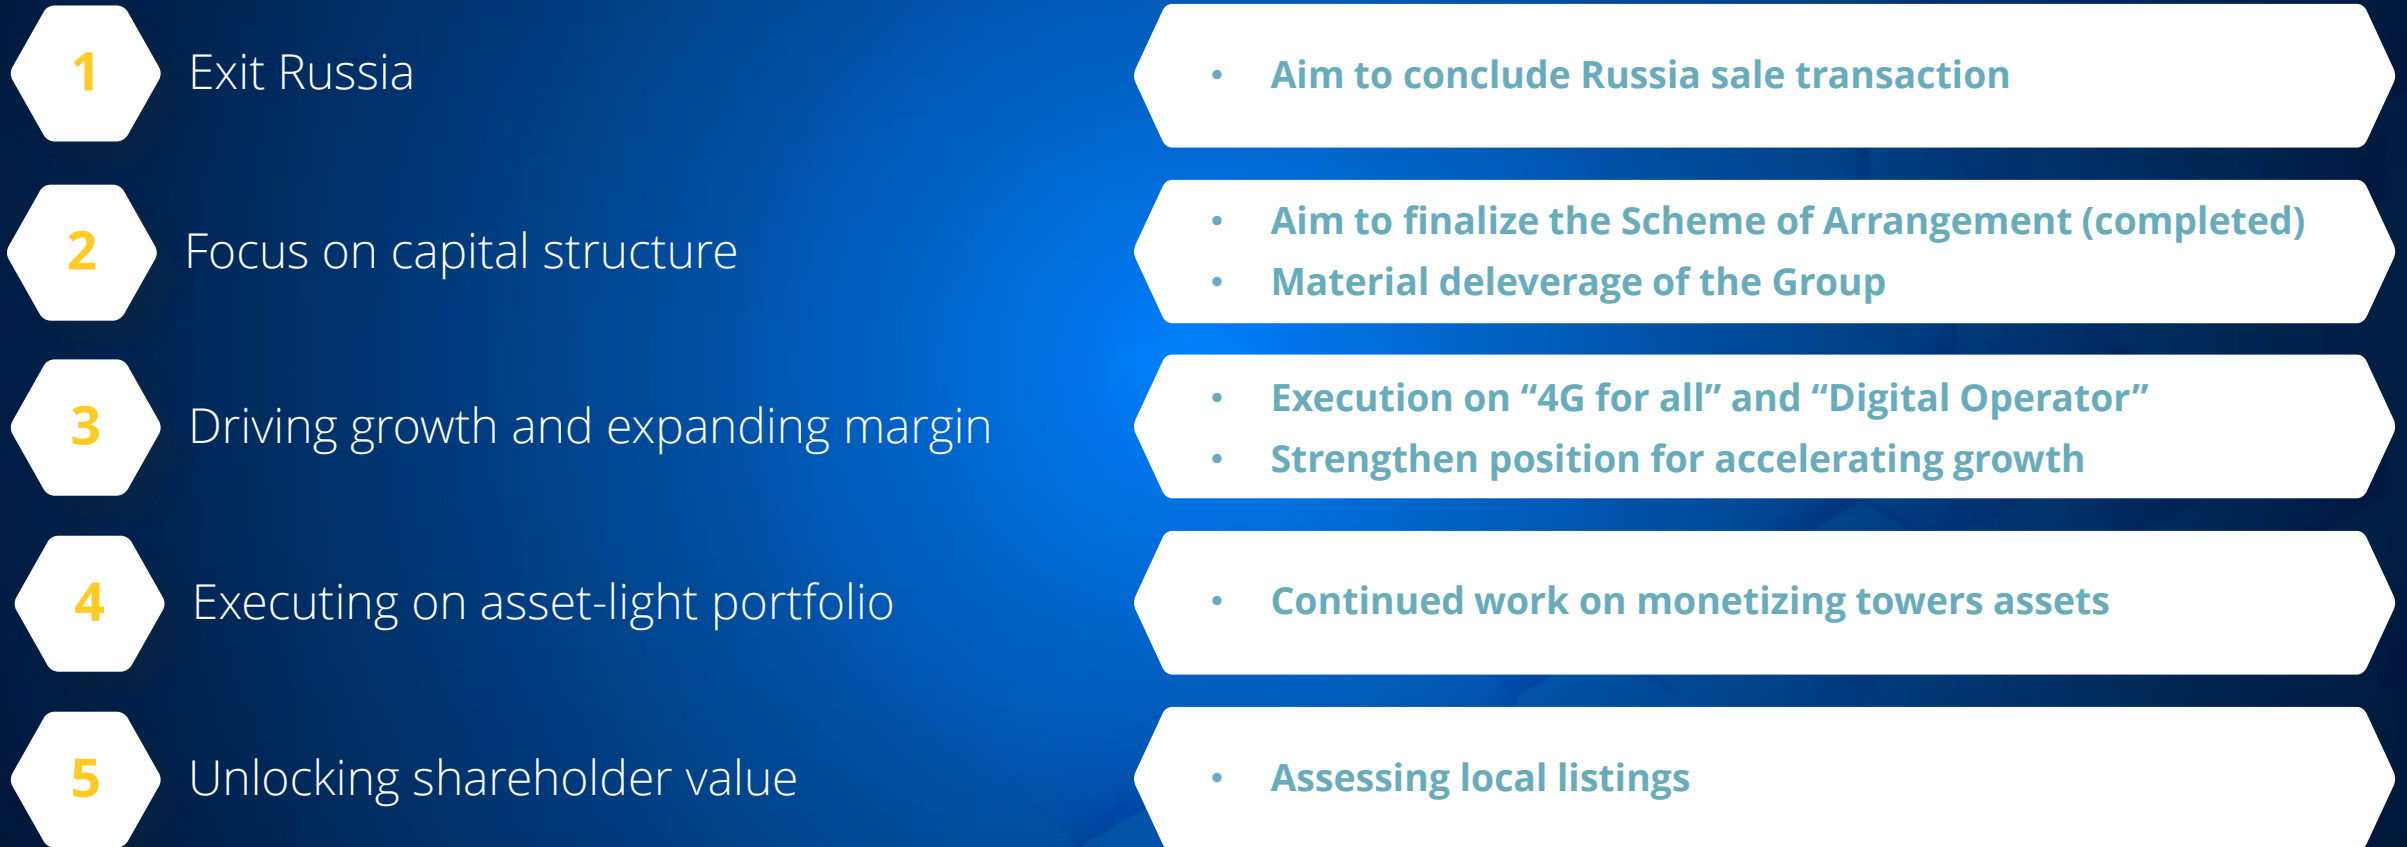 1 Exit Russia
• Aim to conclude Russia sale transaction
2 Focus on capital structure
• Aim to finalize the Scheme of Arrangement (completed)
• Material deleverage of the Group
3 Driving growth and expanding margin
• Execution on “4G for all” and “Digital Operator”
• Strengthen position for accelerating growth
4 Executing on asset-light portfolio
• Continued work on monetizing towers assets
5 Unlocking shareholder value
• Assessing local listings